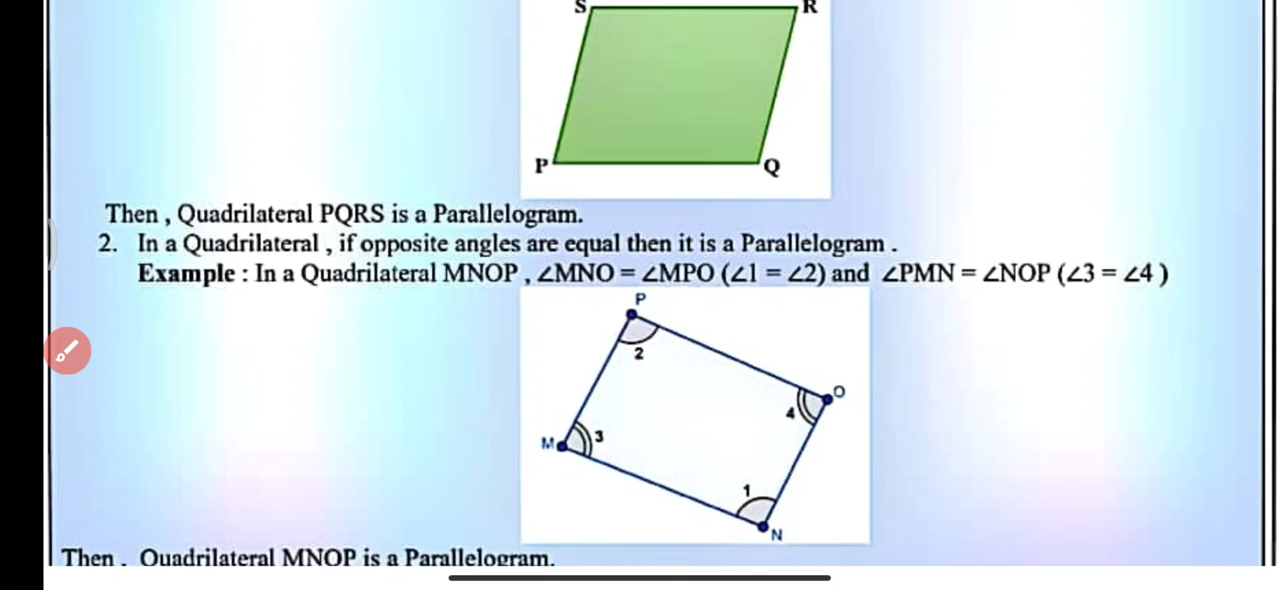 S R
P Q
Then , Quadrilateral PQRS is a Parallelogram.
2. In a Quadrilateral , if opposite angles are equal then it is a Parallelogram .
Example : In a Quadrilateral MNOP , ∠MNO = ∠MPO (∠1 = ∠2) and ∠PMN = ∠NOP (∠3 = ∠4 )
P
2
O
4
M 3
1
N
Then , Quadrilateral MNOP is a Parallelogram.